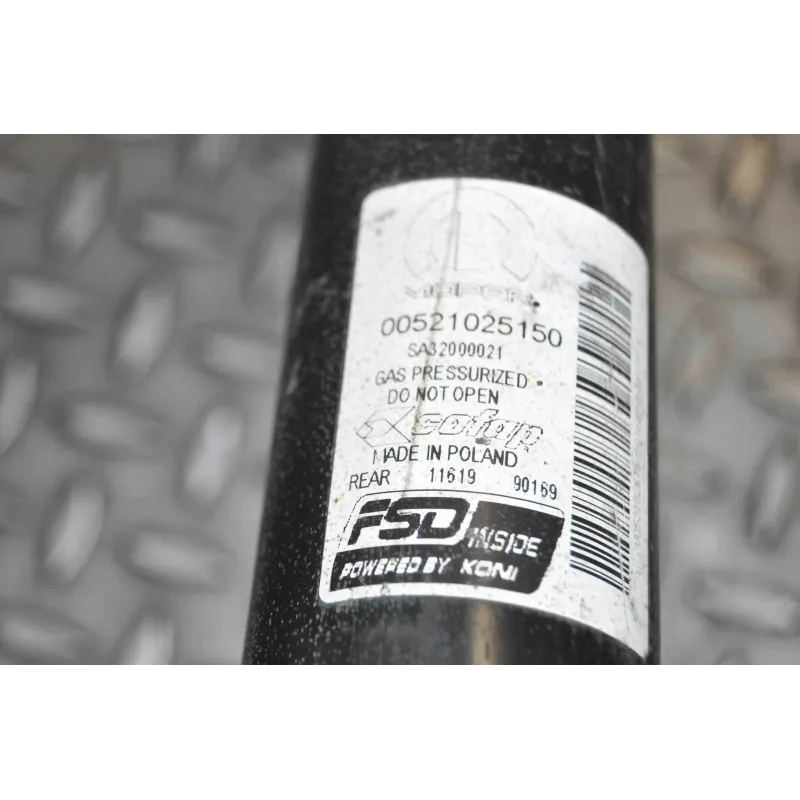 MOPAR.
00521025150
SA32000021
GAS PRESSURIZED.
DO NOT OPEN
cofap
MADE IN POLAND
REAR 11619 90169
FSD INSIDE
POWERED BY KONI